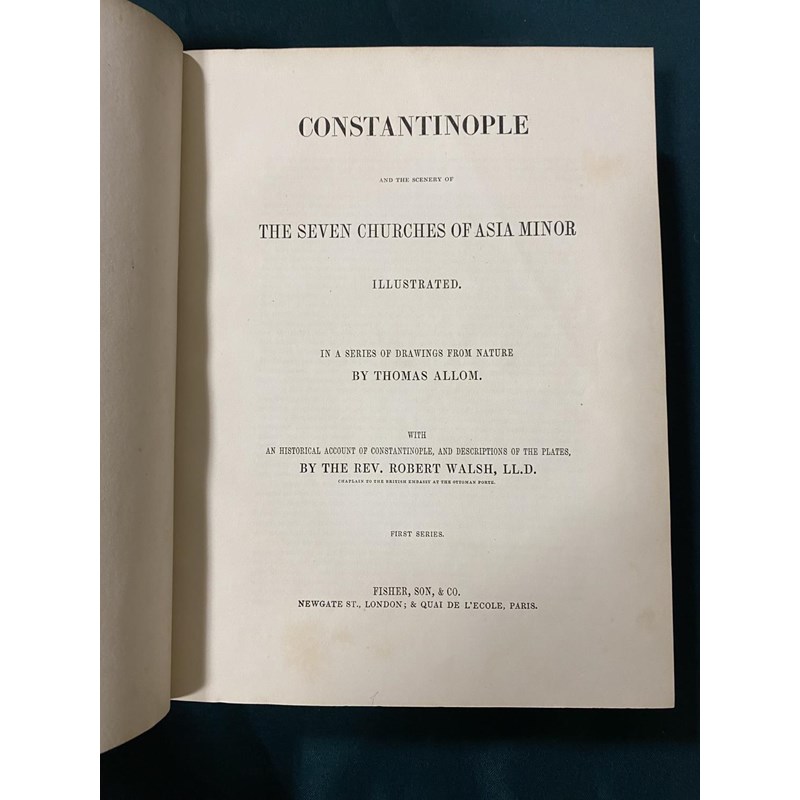 CONSTANTINOPLE
AND THE SCENERY OF
THE SEVEN CHURCHES OF ASIA MINOR
ILLUSTRATED.
IN A SERIES OF DRAWINGS FROM NATURE
BY THOMAS ALLOM.
WITH
AN HISTORICAL ACCOUNT OF CONSTANTINOPLE, AND DESCRIPTIONS OF THE PLATES,
BY THE REV. ROBERT WALSH, LL.D.
CHAPLAIN TO THE BRITISH EMBASSY AT THE OTTOMAN PORTE.
FIRST SERIES.
FISHER, SON, & CO.
NEWGATE ST., LONDON; & QUAI DE L'ECOLE, PARIS.